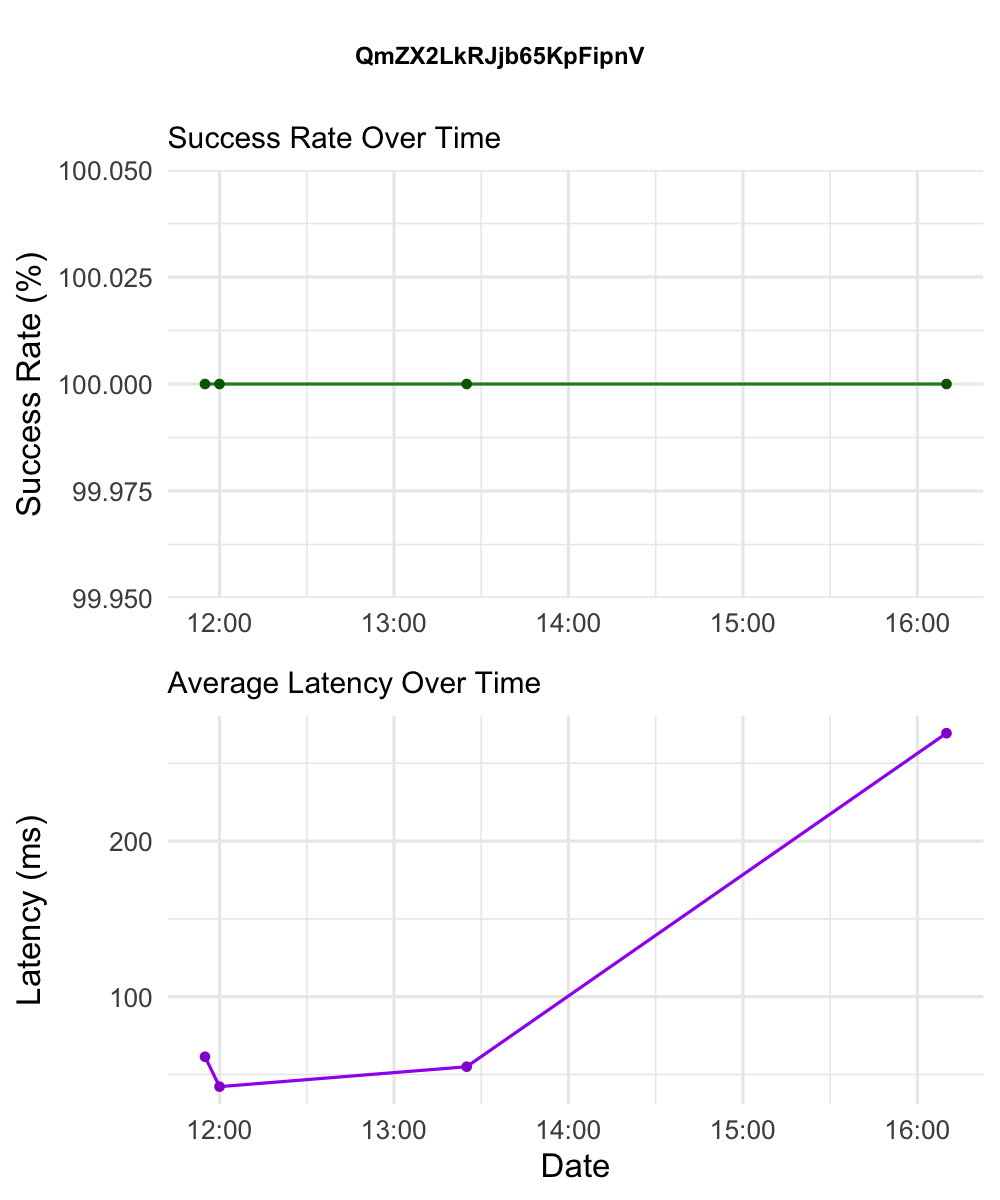 QmZX2LkRJjb65KpFipnV
Success Rate Over Time
100.050
100.025
100.000
99.975
99.950
Success Rate (%)
12:00 13:00 14:00 15:00 16:00
Average Latency Over Time
200
100
Latency (ms)
12:00 13:00 14:00 15:00 16:00
Date